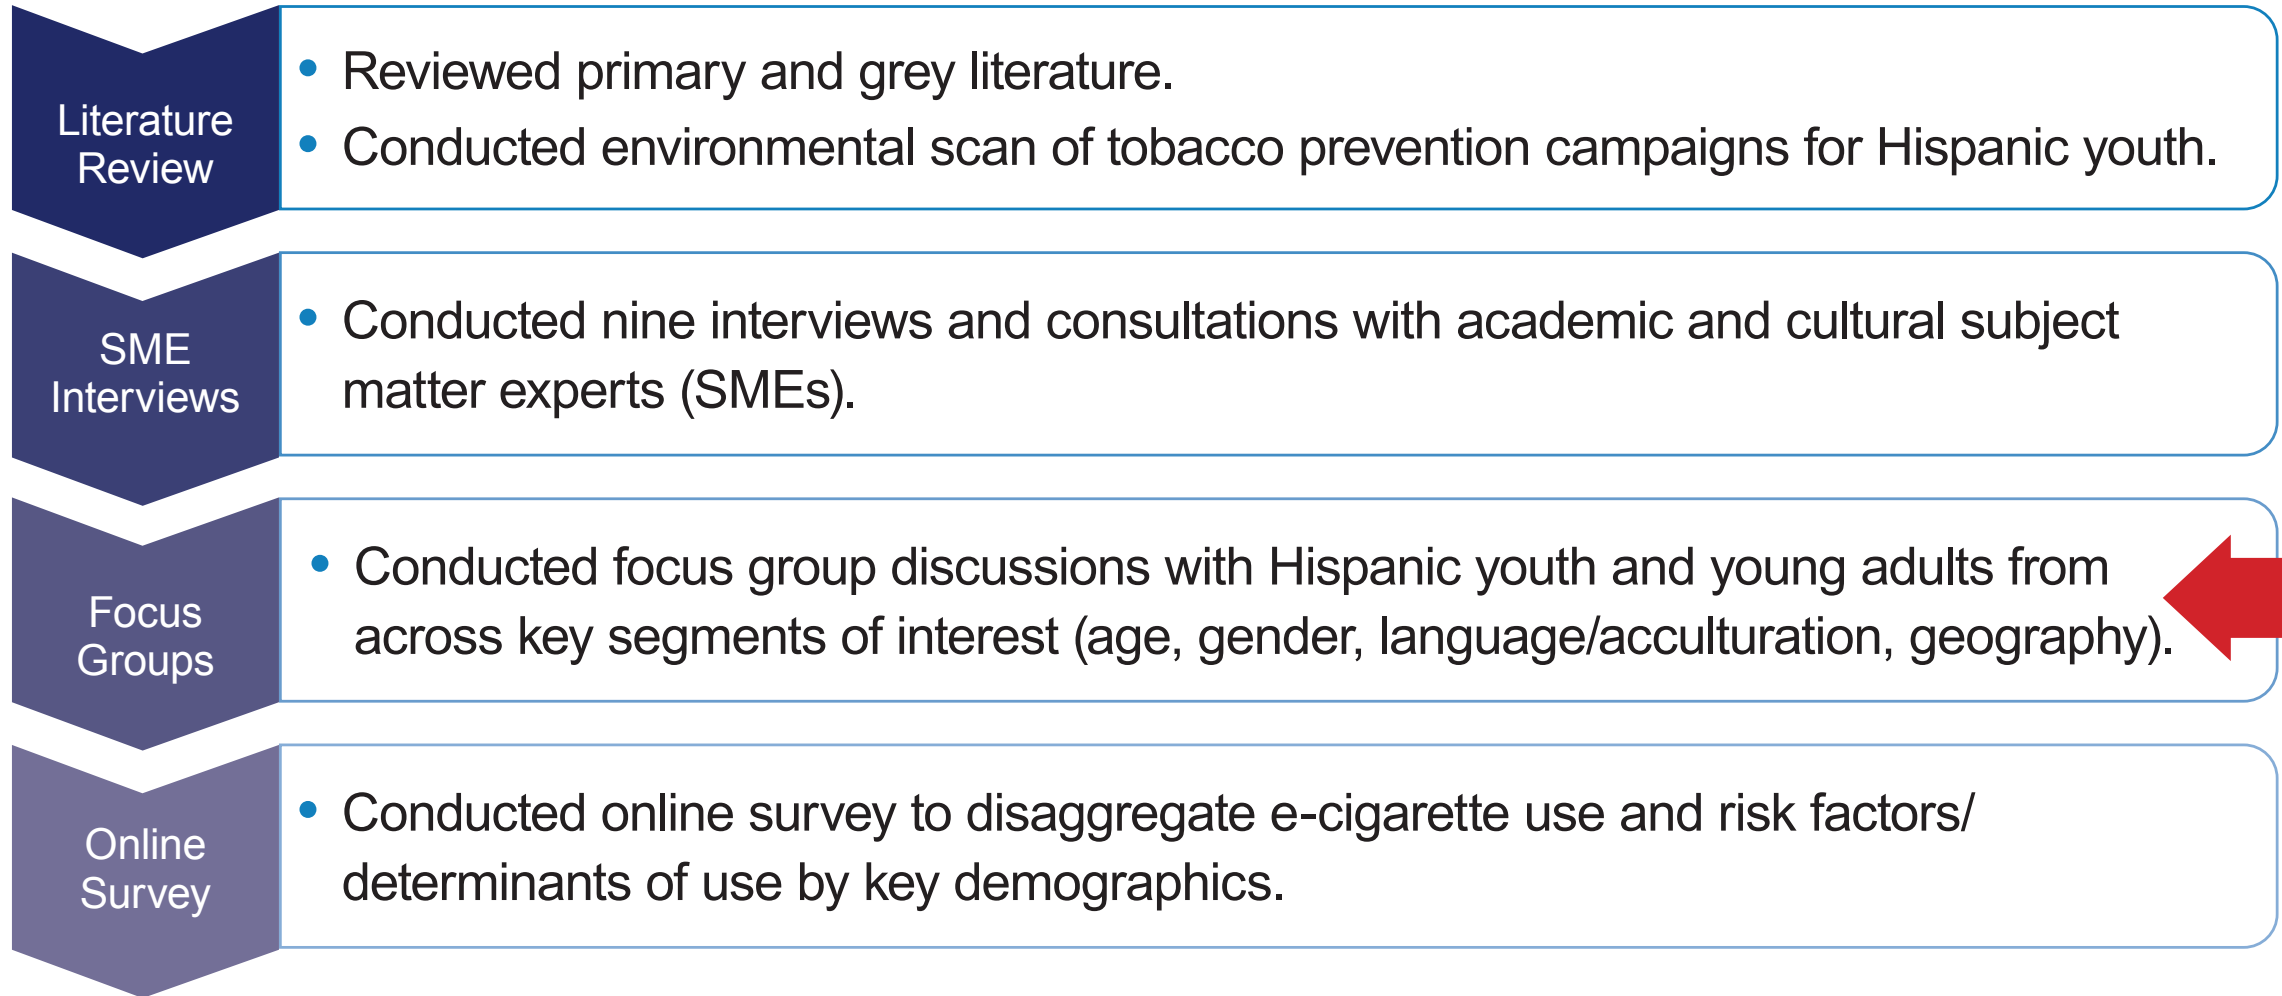 Literature
Review
• Reviewed primary and grey literature.
• Conducted environmental scan of tobacco prevention campaigns for Hispanic youth.
SME
Interviews
• Conducted nine interviews and consultations with academic and cultural subject
matter experts (SMEs).
Focus
Groups
• Conducted focus group discussions with Hispanic youth and young adults from
across key segments of interest (age, gender, language/acculturation, geography).
Online
Survey
• Conducted online survey to disaggregate e-cigarette use and risk factors/
determinants of use by key demographics.